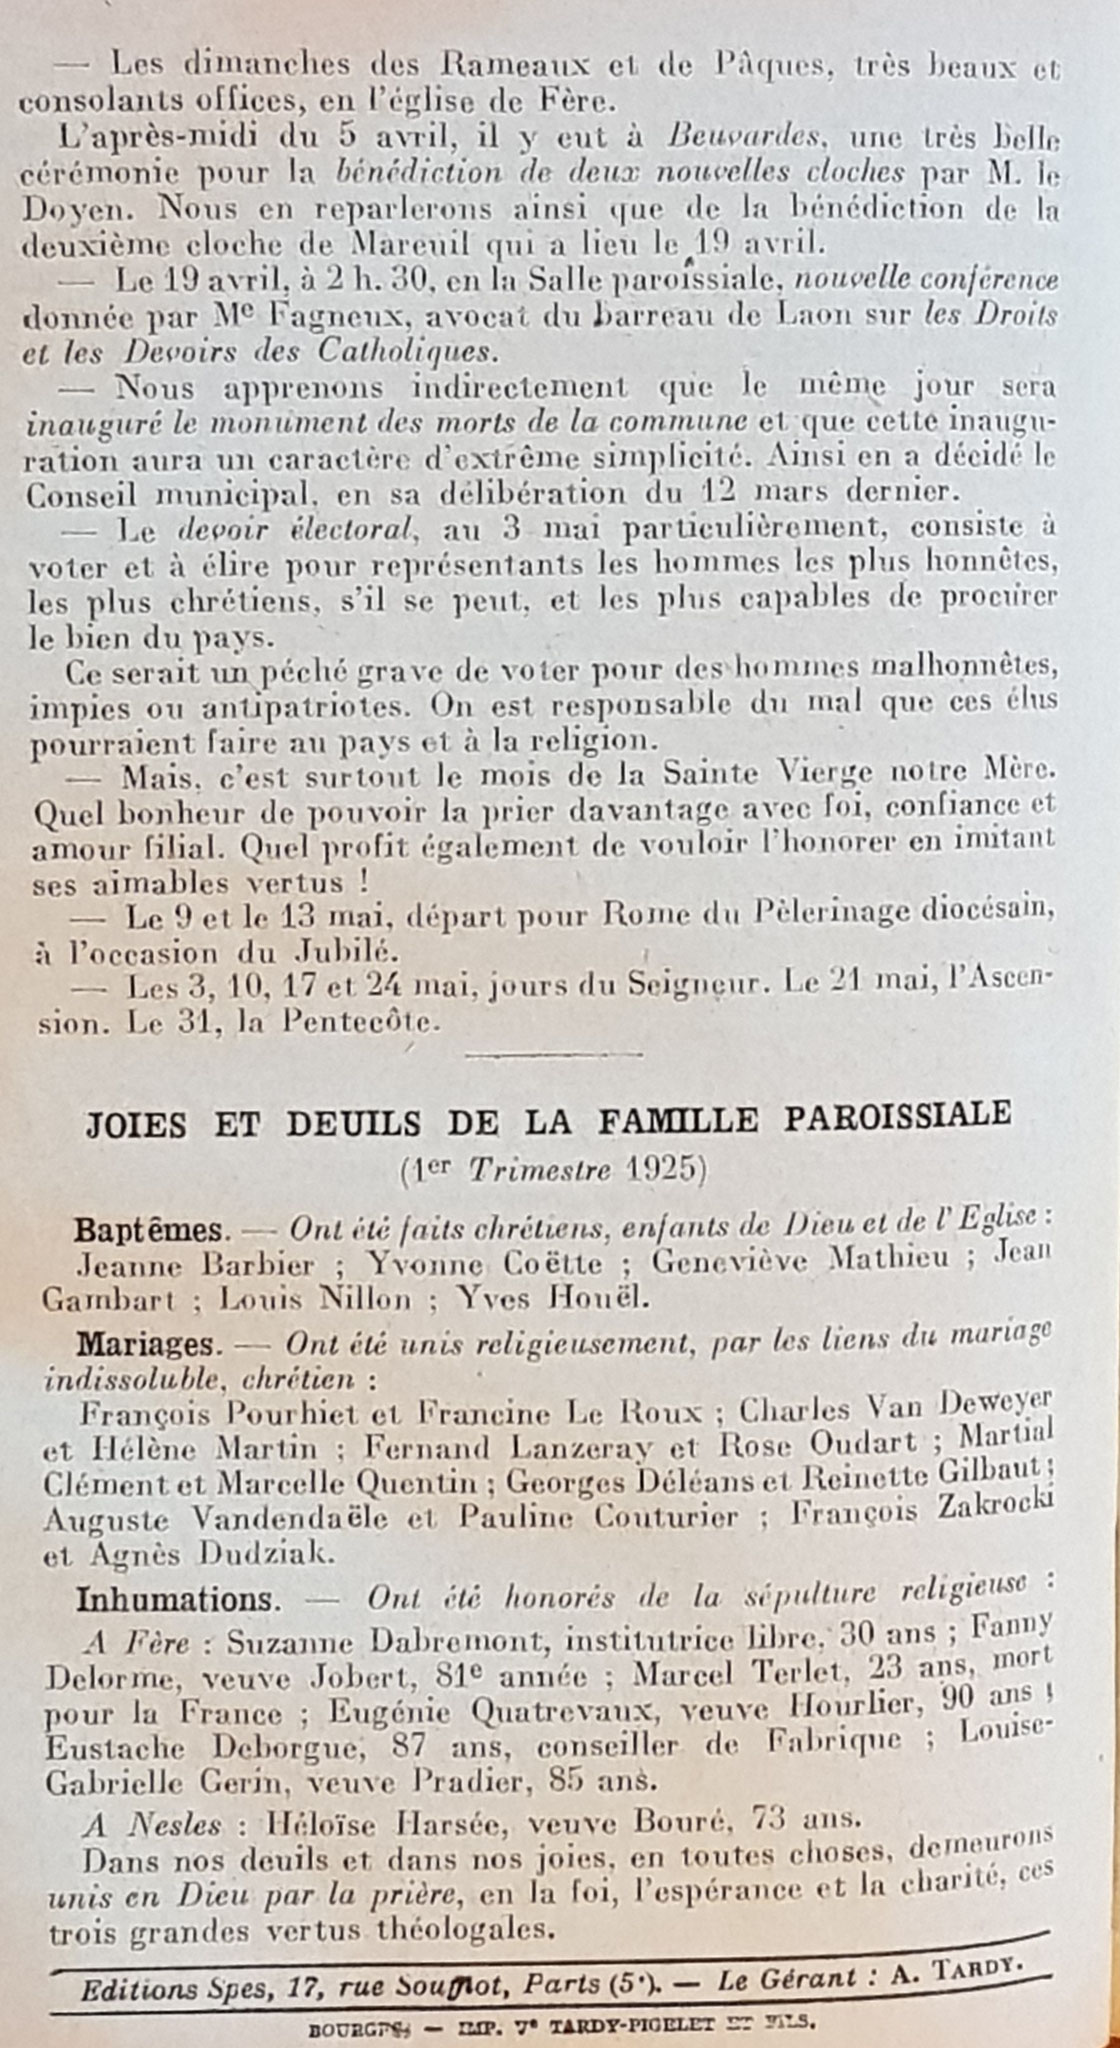 — Les dimanches des Rameaux et de Pâques, très beaux et
consolants offices, en l'église de Fère.
L'après-midi du 5 avril, il y eut à Beuvardes, une très belle
cérémonie pour la bénédiction de deux nouvelles cloches par M. le
Doyen. Nous en reparlerons ainsi que de la bénédiction de la
deuxième cloche de Mareuil qui a lieu le 19 avril.
— Le 19 avril, à 2 h. 30, en la Salle paroissiale, nouvelle conférence
donnée par Me Fagneux, avocat du barreau de Laon sur les Droits
et les Devoirs des Catholiques.
— Nous apprenons indirectement que le même jour sera
inauguré le monument des morts de la commune et que cette inaugu-
ration aura un caractère d'extrême simplicité. Ainsi en a décidé le
Conseil municipal, en sa délibération du 12 mars dernier.
— Le devoir électoral, au 3 mai particulièrement, consiste à
voter et à élire pour représentants les hommes les plus honnêtes,
les plus chrétiens, s'il se peut, et les plus capables de procurer
le bien du pays.
Ce serait un péché grave de voter pour des hommes malhonnêtes,
impies ou antipatriotes. On est responsable du mal que ces élus
pourraient faire au pays et à la religion.
— Mais, c'est surtout le mois de la Sainte Vierge notre Mère.
Quel bonheur de pouvoir la prier davantage avec foi, confiance et
amour filial. Quel profit également de vouloir l'honorer en imitant
ses aimables vertus !
— Le 9 et le 13 mai, départ pour Rome du Pèlerinage diocésain,
à l'occasion du Jubilé.
— Les 3, 10, 17 et 24 mai, jours du Seigneur. Le 21 mai, l'Ascen-
sion. Le 31, la Pentecôte.
JOIES ET DEUILS DE LA FAMILLE PAROISSIALE
(1er Trimestre 1925)
Baptêmes. — Ont été faits chrétiens, enfants de Dieu et de l'Eglise :
Jeanne Barbier ; Yvonne Coëtte ; Geneviève Mathieu ; Jean
Gambart ; Louis Nillon ; Yves Houël.
Mariages. — Ont été unis religieusement, par les liens du mariage
indissoluble, chrétien :
François Pourhiet et Francine Le Roux ; Charles Van Deweyer
et Hélène Martin ; Fernand Lanzeray et Rose Oudart ; Martial
Clément et Marcelle Quentin ; Georges Déléans et Reinette Gilbaut ;
Auguste Vandendaële et Pauline Couturier ; François Zakrocki
et Agnès Dudziak.
Inhumations. — Ont été honorés de la sépulture religieuse :
A Fère : Suzanne Dabremont, institutrice libre, 30 ans ; Fanny
Delorme, veuve Jobert, 81e année ; Marcel Terlet, 23 ans, mort
pour la France ; Eugénie Quatrevaux, veuve Hourlier, 90 ans ;
Eustache Deborgue, 87 ans, conseiller de Fabrique ; Louise-
Gabrielle Gerin, veuve Pradier, 85 ans.
A Nesles : Héloïse Harsée, veuve Bouré, 73 ans.
Dans nos deuils et dans nos joies, en toutes choses, demeurons
unis en Dieu par la prière, en la foi, l'espérance et la charité, ces
trois grandes vertus théologales.
Editions Spes, 17, rue Soufflot, Paris (5e). — Le Gérant : A. TARDY.
BOURGES — IMP. Ve TARDY-PIGELET ET FILS.